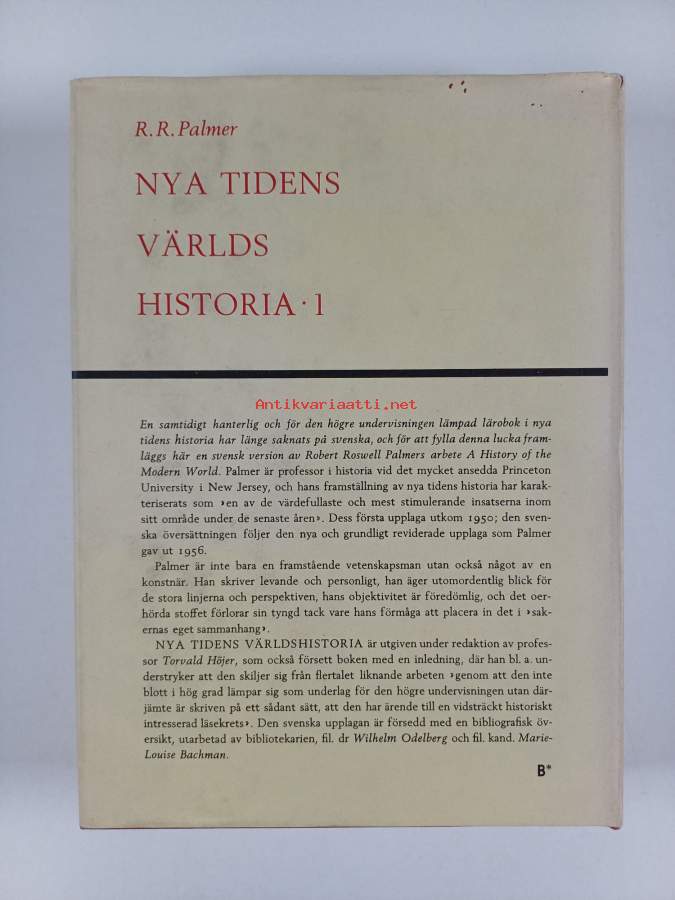 R. R. Palmer
NYA TIDENS
VÄRLDS
HISTORIA · 1
Antikvariaatti.net
En samtidigt hanterlig och för den högre undervisningen lämpad lärobok i nya
tidens historia har länge saknats på svenska, och för att fylla denna lucka fram-
läggs här en svensk version av Robert Roswell Palmers arbete A History of the
Modern World. Palmer är professor i historia vid det mycket ansedda Princeton
University i New Jersey, och hans framställning av nya tidens historia har karak-
teriserats som ›en av de värdefullaste och mest stimulerande insatserna inom
sitt område under de senaste åren›. Dess första upplaga utkom 1950; den sven-
ska översättningen följer den nya och grundligt reviderade upplaga som Palmer
gav ut 1956.
Palmer är inte bara en framstående vetenskapsman utan också något av en
konstnär. Han skriver levande och personligt, han äger utomordentlig blick för
de stora linjerna och perspektiven, hans objektivitet är föredömlig, och det oer-
hörda stoffet förlorar sin tyngd tack vare hans förmåga att placera in det i ›sak-
ernas eget sammanhang›.
NYA TIDENS VÄRLDSHISTORIA är utgiven under redaktion av profes-
sor Torvald Höjer, som också försett boken med en inledning, där han bl. a. un-
derstryker att den skiljer sig från flertalet liknande arbeten ›genom att den inte
blott i hög grad lämpar sig som underlag för den högre undervisningen utan där-
jämte är skriven på ett sådant sätt, att den har ärende till en vidsträckt historiskt
intresserad läsekrets›. Den svenska upplagan är försedd med en bibliografisk öv-
ersikt, utarbetad av bibliotekarien, fil. dr Wilhelm Odelberg och fil. kand. Marie-
Louise Bachman.
B*